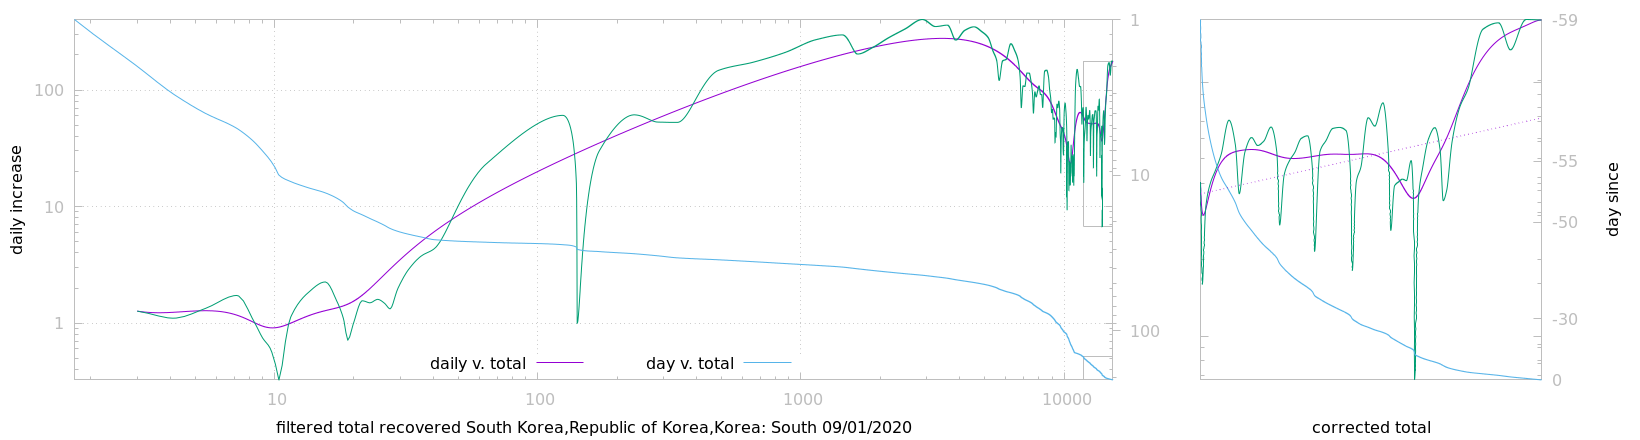 daily increase
100
10
1
daily v. total
day v. total
10
100
1000
10000
1
10
100
filtered total recovered South Korea,Republic of Korea,Korea: South 09/01/2020
-59
-55
-50
-30
0
day since
corrected total